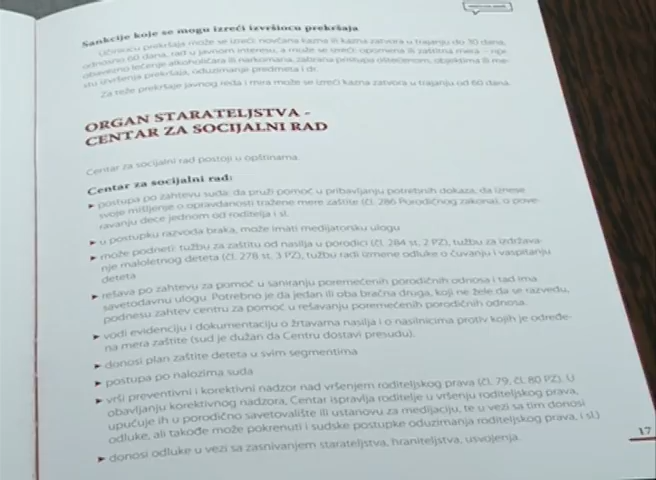 Sankcije koje se mogu izreći izvršiocu prekršaja
Učiniocu prekršaja može se izreći: novčana kazna ili kazna zatvora u trajanju do 30 dana,
odnosno 60 dana, rad u javnom interesu, a može se izreći: opomena ili zaštitna mera – npr.
obavezno lečenje alkoholičara ili narkomana, zabrana pristupa oštećenom, objektima ili me-
stu izvršenja prekršaja, oduzimanje predmeta i dr.
Za teže prekršaje javnog reda i mira može se izreći kazna zatvora u trajanju od 60 dana.
ORGAN STARATELJSTVA -
CENTAR ZA SOCIJALNI RAD
Centar za socijalni rad postoji u opštinama.
Centar za socijalni rad:
► postupa po zahtevu suda: da pruži pomoć u pribavljanju potrebnih dokaza, da iznese
svoje mišljenje o opravdanosti tražene mere zaštite (čl. 286 Porodičnog zakona), o pove-
ravanju dece jednom od roditelja i sl.
► u postupku razvoda braka, može imati medijatorsku ulogu
► može podneti: tužbu za zaštitu od nasilja u porodici (čl. 284 st. 2 PZ), tužbu za izdržava-
nje maloletnog deteta (čl. 278 st. 3 PZ), tužbu radi izmene odluke o čuvanju i vaspitanju
deteta
► rešava po zahtevu za pomoć u saniranju poremećenih porodičnih odnosa i tad ima
savetodavnu ulogu. Potrebno je da jedan ili oba bračna druga, koji ne žele da se razvedu,
podnesu zahtev centru za pomoć u rešavanju poremećenih porodičnih odnosa.
► vodi evidenciju i dokumentaciju o žrtavama nasilja i o nasilnicima protiv kojih je određe-
na mera zaštite (sud je dužan da Centru dostavi presudu).
► donosi plan zaštite deteta u svim segmentima
► postupa po nalozima suda
► vrši preventivni i korektivni nadzor nad vršenjem roditeljskog prava (čl. 79, čl. 80 PZ). U
obavljanju korektivnog nadzora, Centar ispravlja roditelje u vršenju roditeljskog prava,
upućuje ih u porodično savetovalište ili ustanovu za medijaciju, te u vezi sa tim donosi
odluke, ali takođe može pokrenuti i sudske postupke oduzimanja roditeljskog prava, i sl.)
► donosi odluke u vezi sa zasnivanjem starateljstva, hraniteljstva, usvojenja.
17